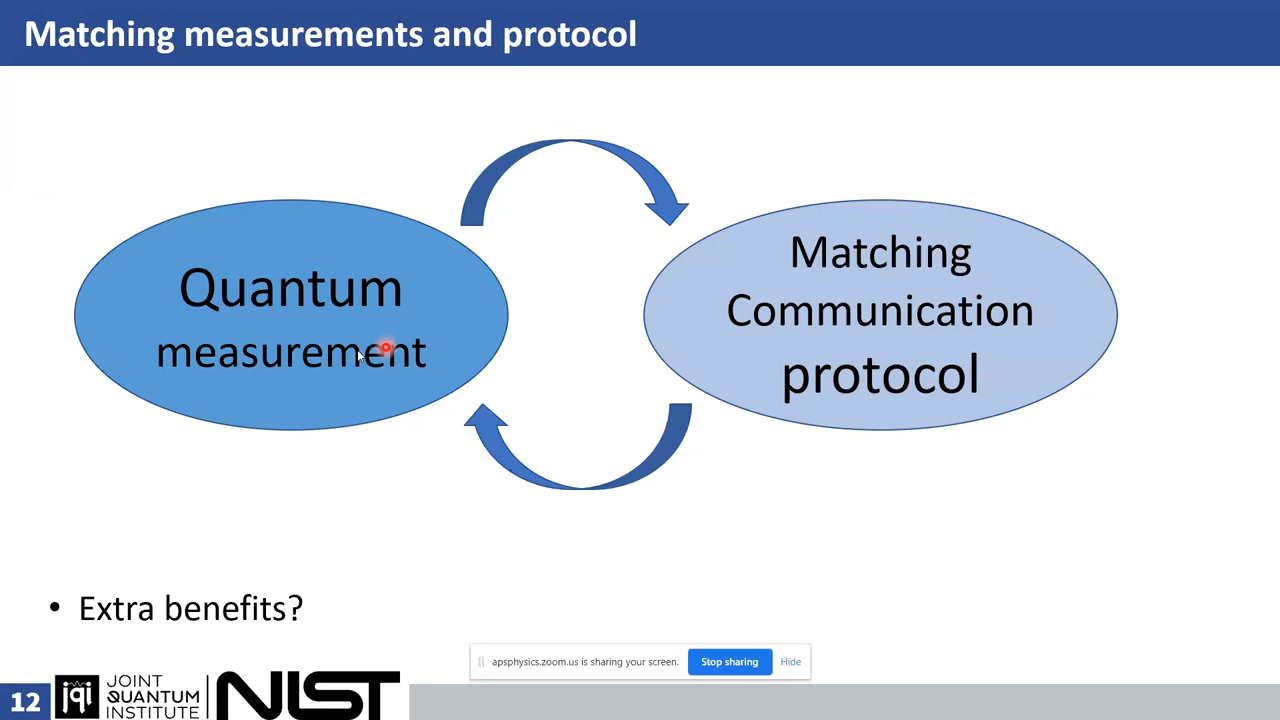 Matching measurements and protocol
Quantum
measurement
Matching
Communication
protocol
• Extra benefits?
apsphysics.zoom.us is sharing your screen.
Stop sharing
Hide
12
jqi
JOINT
QUANTUM
INSTITUTE
NIST